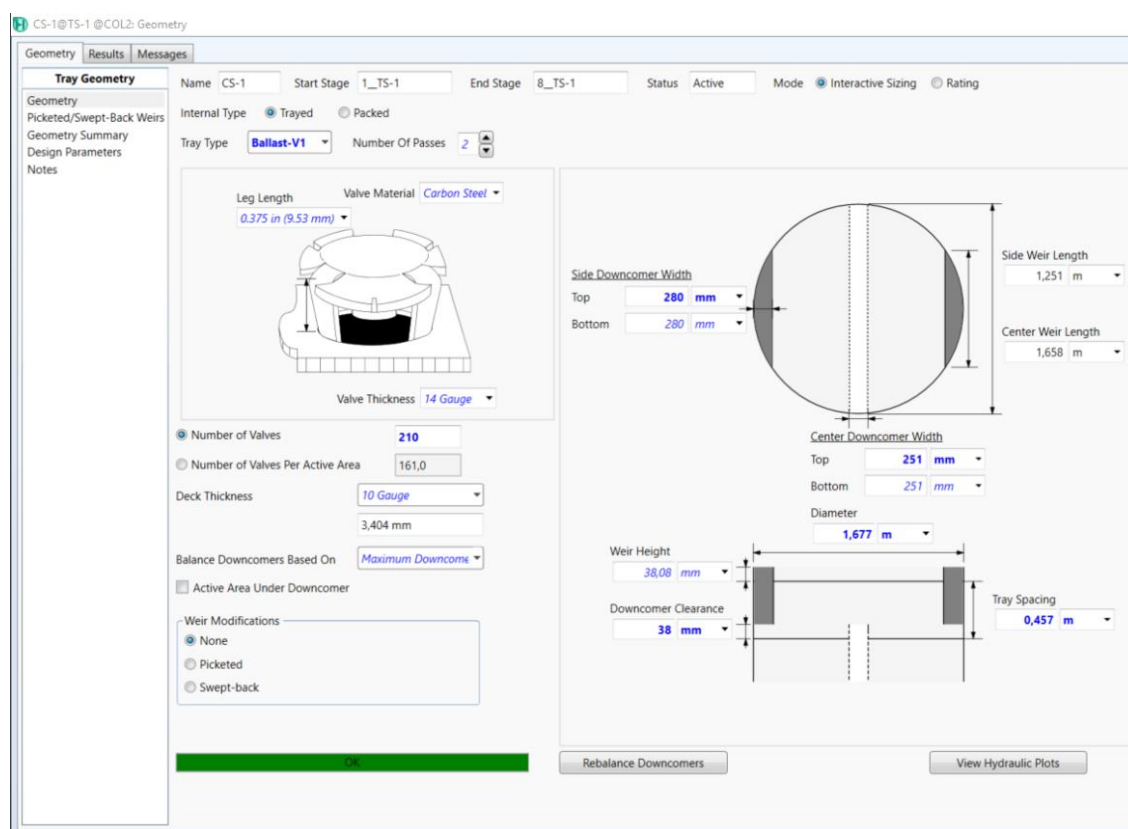 CS-1@TS-1 @COL2: Geometry
Geometry Results Messages
Tray Geometry
Geometry
Picketed/Swept-Back Weirs
Geometry Summary
Design Parameters
Notes
Name CS-1 Start Stage 1__TS-1 End Stage 8__TS-1 Status Active Mode Interactive Sizing Rating
Internal Type Trayed Packed
Tray Type Ballast-V1 Number Of Passes 2
Leg Length
0.375 in (9.53 mm)
Valve Material Carbon Steel
Valve Thickness 14 Gauge
Number of Valves 210
Number of Valves Per Active Area 161,0
Deck Thickness 10 Gauge
3,404 mm
Balance Downcomers Based On Maximum Downcome
Active Area Under Downcomer
Weir Modifications
None
Picketed
Swept-back
Side Downcomer Width
Top 280 mm
Bottom 280 mm
Side Weir Length
1,251 m
Center Weir Length
1,658 m
Center Downcomer Width
Top 251 mm
Bottom 251 mm
Diameter
1,677 m
Weir Height
38,08 mm
Downcomer Clearance
38 mm
Tray Spacing
0,457 m
OK
Rebalance Downcomers
View Hydraulic Plots